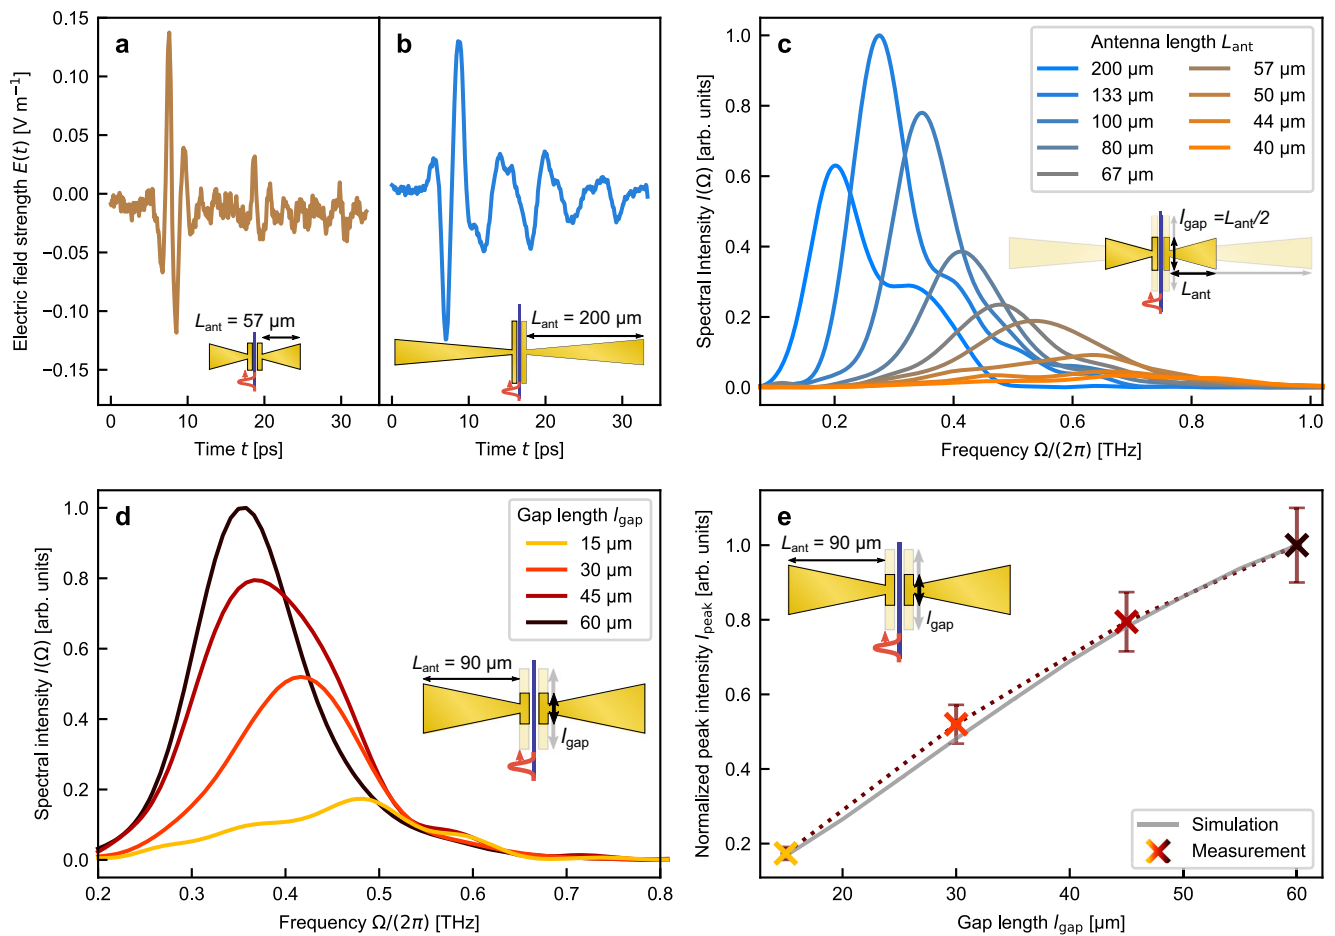 a
Electric field strength E(t) [V m⁻¹]
0.15
0.10
0.05
0.00
−0.05
−0.10
−0.15
L_ant = 57 μm
0
10
20
30
Time t [ps]
b
L_ant = 200 μm
0
10
20
30
Time t [ps]
c
Spectral Intensity I(Ω) [arb. units]
1.0
0.8
0.6
0.4
0.2
0.0
Antenna length L_ant
200 μm
133 μm
100 μm
80 μm
67 μm
57 μm
50 μm
44 μm
40 μm
l_gap =L_ant/2
L_ant
0.2
0.4
0.6
0.8
1.0
Frequency Ω/(2π) [THz]
d
Spectral intensity I(Ω) [arb. units]
1.0
0.8
0.6
0.4
0.2
0.0
Gap length l_gap
15 μm
30 μm
45 μm
60 μm
L_ant = 90 μm
l_gap
0.2
0.3
0.4
0.5
0.6
0.7
0.8
Frequency Ω/(2π) [THz]
e
Normalized peak intensity I_peak [arb. units]
1.0
0.8
0.6
0.4
0.2
L_ant = 90 μm
l_gap
Simulation
Measurement
20
30
40
50
60
Gap length l_gap [μm]